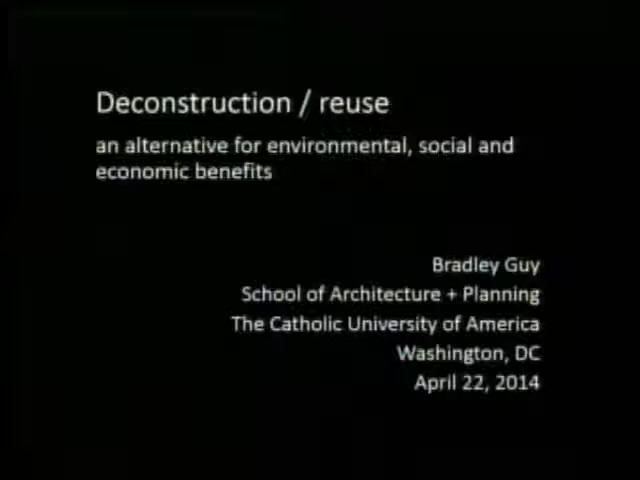 Deconstruction / reuse
an alternative for environmental, social and
economic benefits
Bradley Guy
School of Architecture + Planning
The Catholic University of America
Washington, DC
April 22, 2014